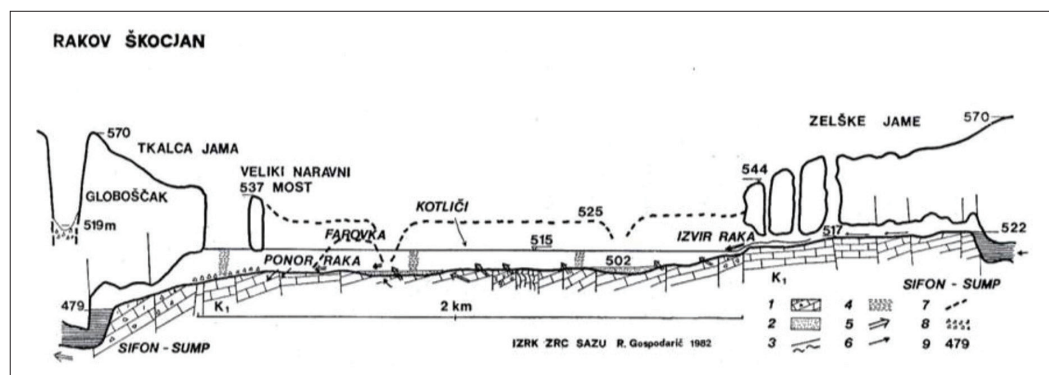 RAKOV ŠKOCJAN
570
TKALCA JAMA
GLOBOŠČAK
519 m
VELIKI NARAVNI
537 MOST
KOTLIČI
FAROVKA
515
525
502
PONOR RAKA
IZVIR RAKA
544
ZELŠKE JAME
570
517
522
479
K1
2 km
K1
SIFON - SUMP
SIFON - SUMP
1
2
3
4
5
6
7
8
9 479
IZRK ZRC SAZU R. Gospodarič 1982